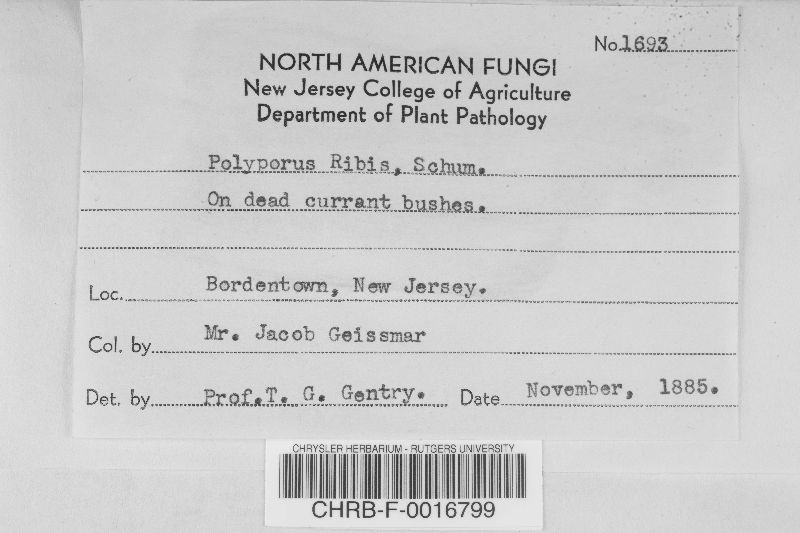 No. 1693
NORTH AMERICAN FUNGI
New Jersey College of Agriculture
Department of Plant Pathology
Polyporus Ribis, Schum.
On dead currant bushes.
Loc. Bordentown, New Jersey.
Col. by Mr. Jacob Geissmar
Det. by Prof.T. G. Gentry. Date November, 1885.
CHRYSLER HERBARIUM - RUTGERS UNIVERSITY
CHRB-F-0016799